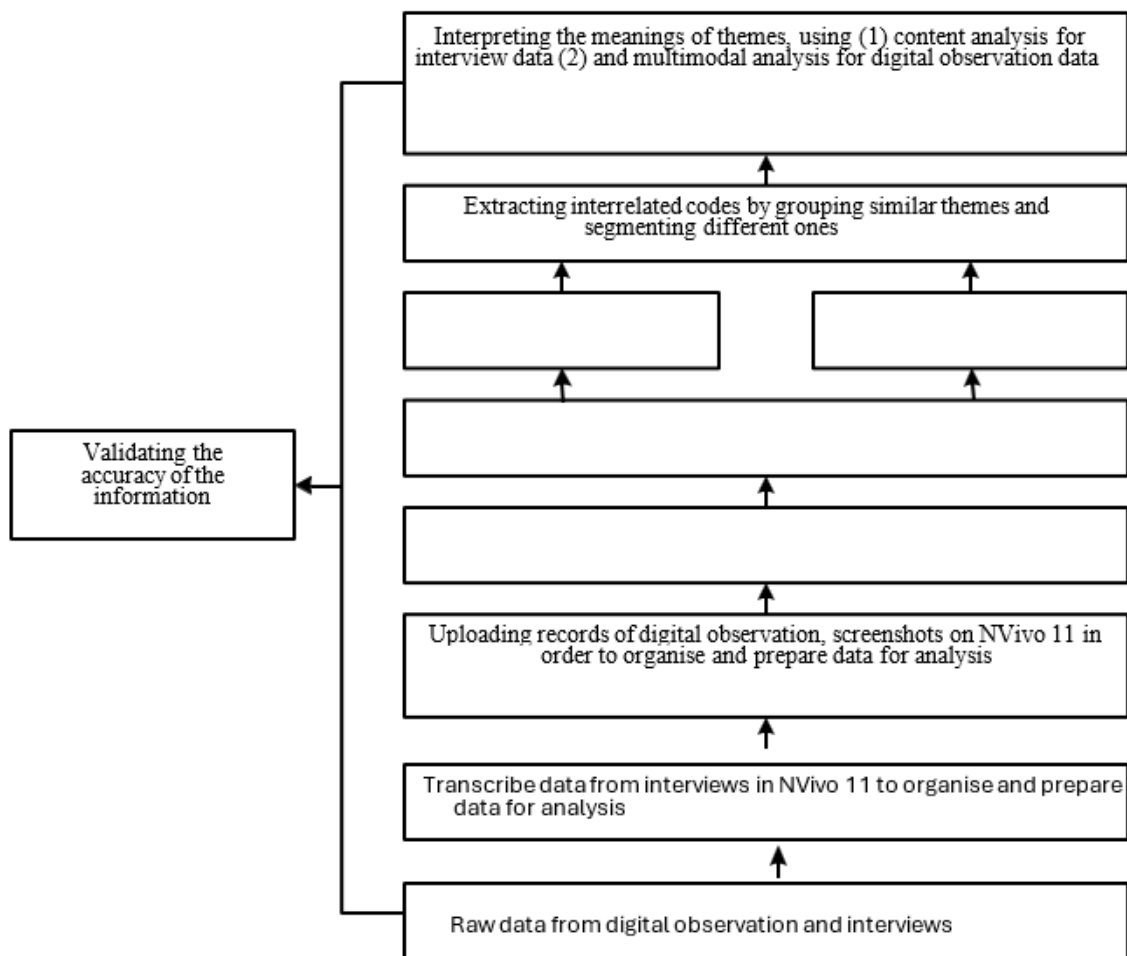 Interpreting the meanings of themes, using (1) content analysis for
interview data (2) and multimodal analysis for digital observation data
Extracting interrelated codes by grouping similar themes and
segmenting different ones
Validating the
accuracy of the
information
Uploading records of digital observation, screenshots on NVivo 11 in
order to organise and prepare data for analysis
Transcribe data from interviews in NVivo 11 to organise and prepare
data for analysis
Raw data from digital observation and interviews